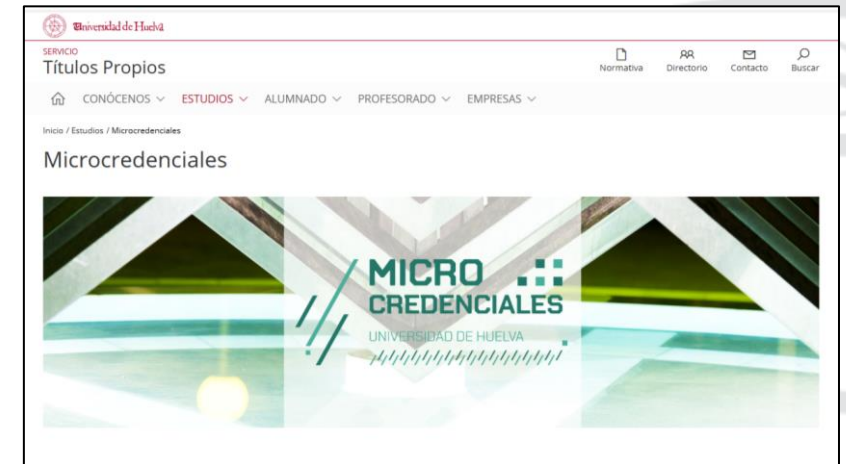 Universidad de Huelva
SERVICIO
Títulos Propios
Normativa
Directorio
Contacto
Buscar
CONÓCENOS ESTUDIOS ALUMNADO PROFESORADO EMPRESAS
Inicio / Estudios / Microcredenciales
Microcredenciales
MICRO
CREDENCIALES
UNIVERSIDAD DE HUELVA